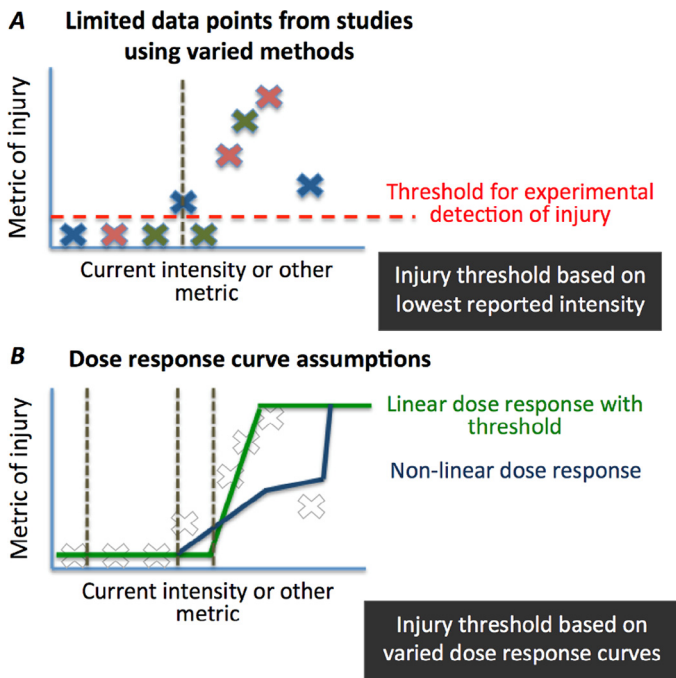 A
Limited data points from studies
using varied methods
Metric of injury
Threshold for experimental
detection of injury
Current intensity or other
metric
Injury threshold based on
lowest reported intensity
B
Dose response curve assumptions
Metric of injury
Linear dose response with
threshold
Non-linear dose response
Current intensity or other
metric
Injury threshold based on
varied dose response curves